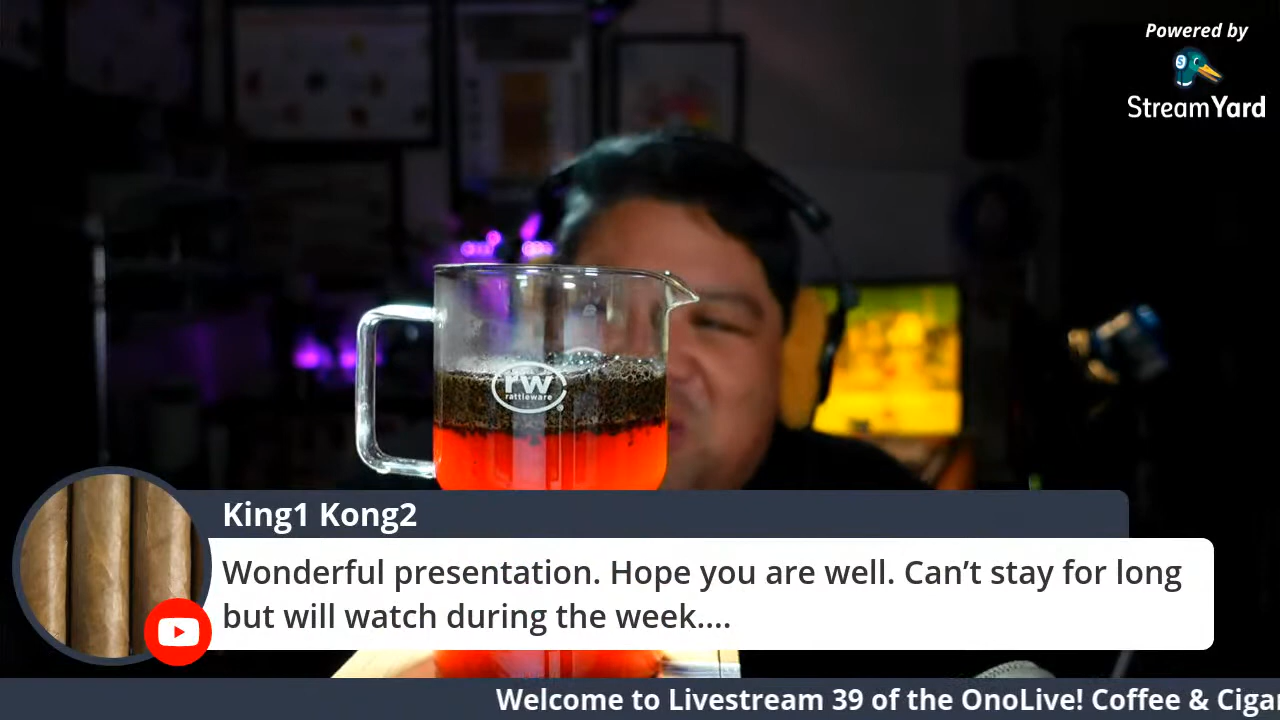 Powered by
StreamYard
rw
rattleware
King1 Kong2
Wonderful presentation. Hope you are well. Can’t stay for long
but will watch during the week....
Welcome to Livestream 39 of the OnoLive! Coffee & Cigar